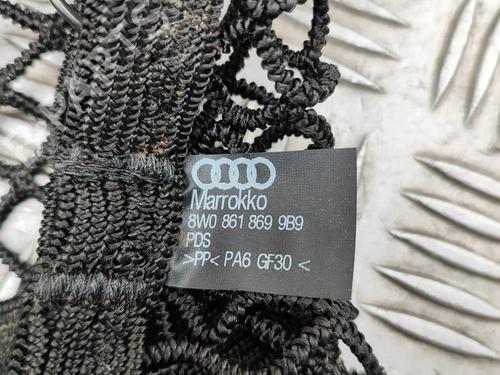 Marrokko
8W0 861 869 9B9
PDS
>PP< PA6 GF30 <